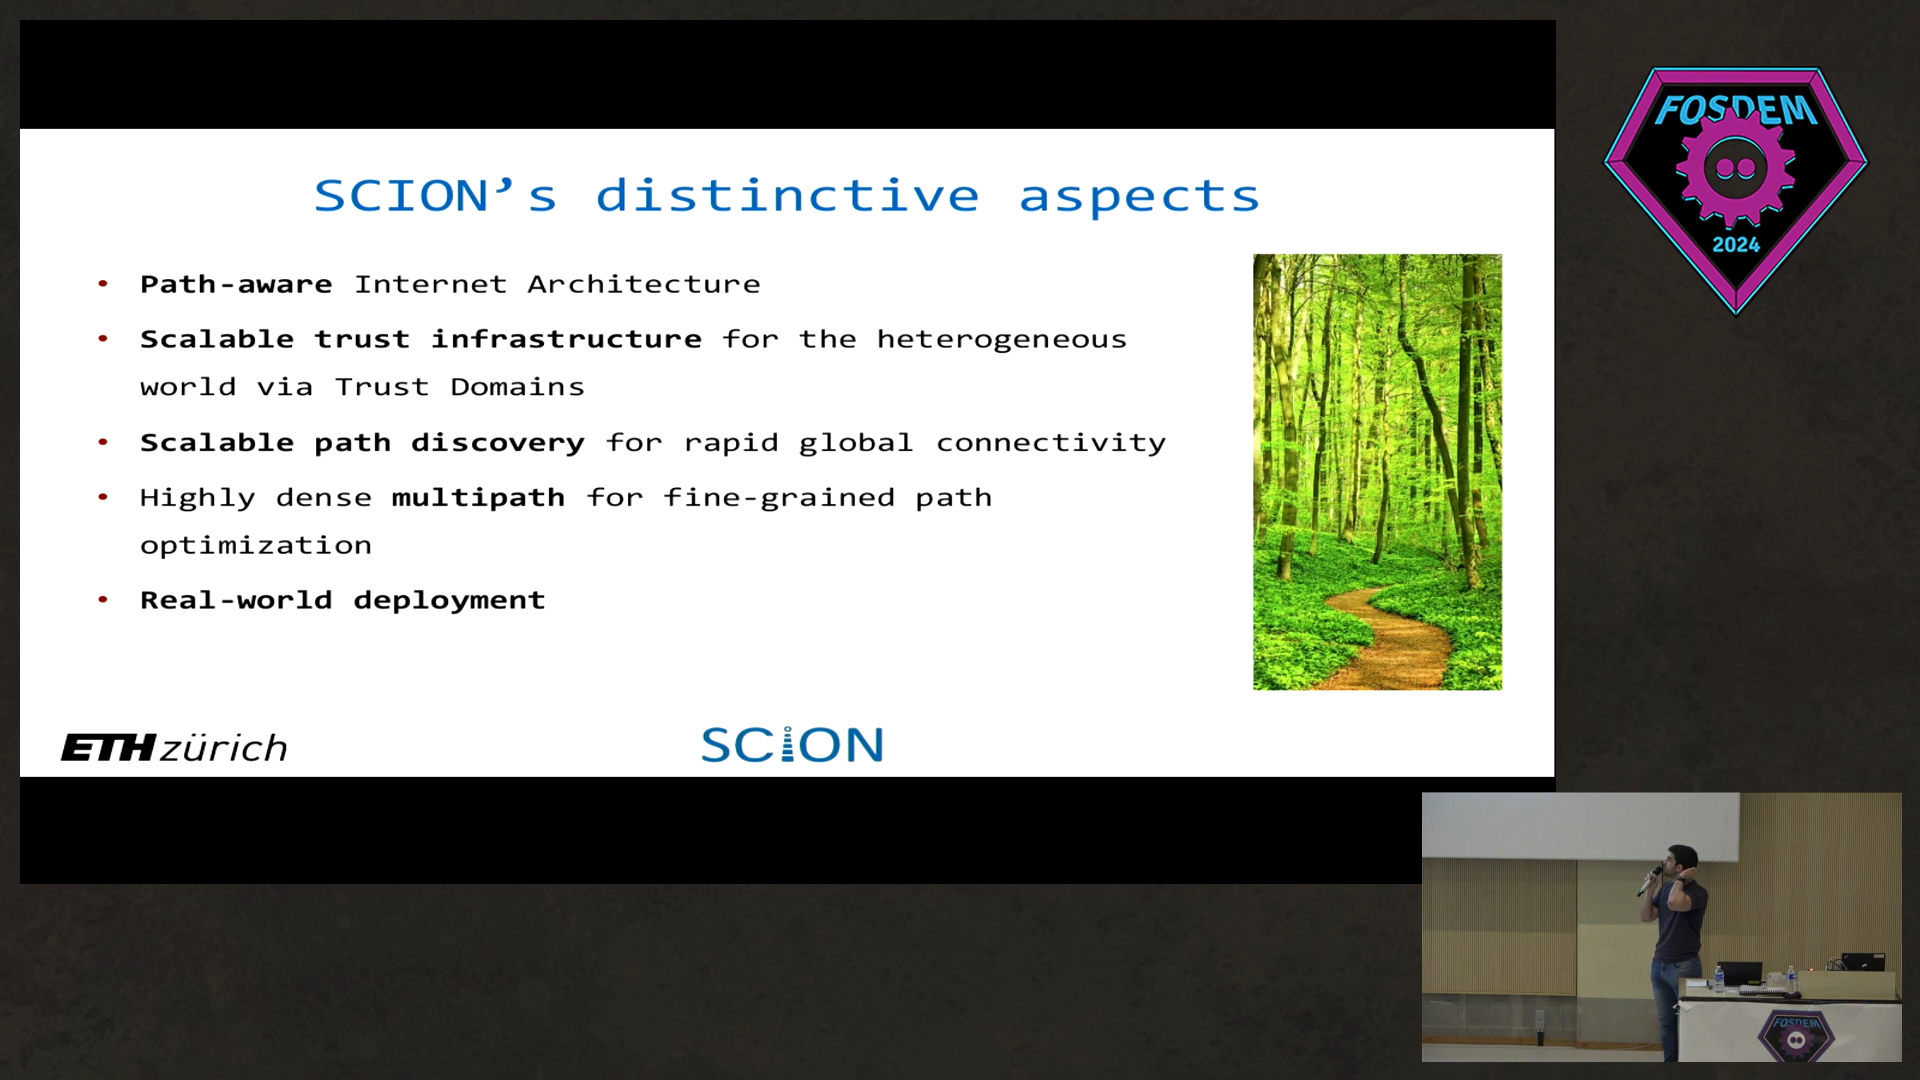 SCION’s distinctive aspects
• Path-aware Internet Architecture
• Scalable trust infrastructure for the heterogeneous
world via Trust Domains
• Scalable path discovery for rapid global connectivity
• Highly dense multipath for fine-grained path
optimization
• Real-world deployment
ETH zürich
SCION
FOSDEM
2024
FOSDEM